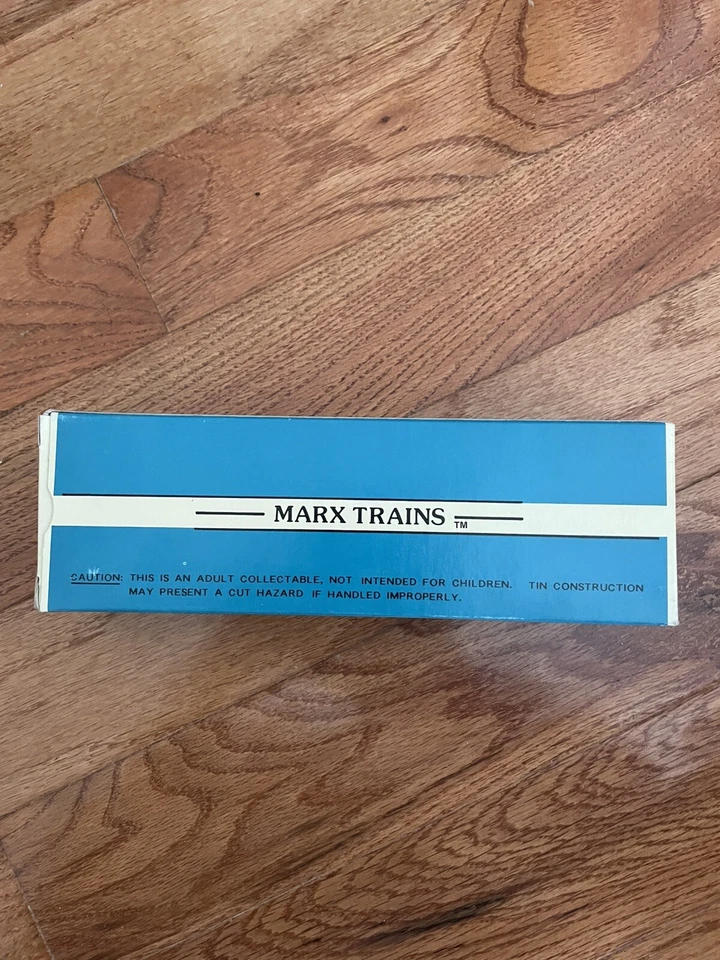 MARX TRAINS TM
CAUTION: THIS IS AN ADULT COLLECTABLE, NOT INTENDED FOR CHILDREN. TIN CONSTRUCTION
MAY PRESENT A CUT HAZARD IF HANDLED IMPROPERLY.